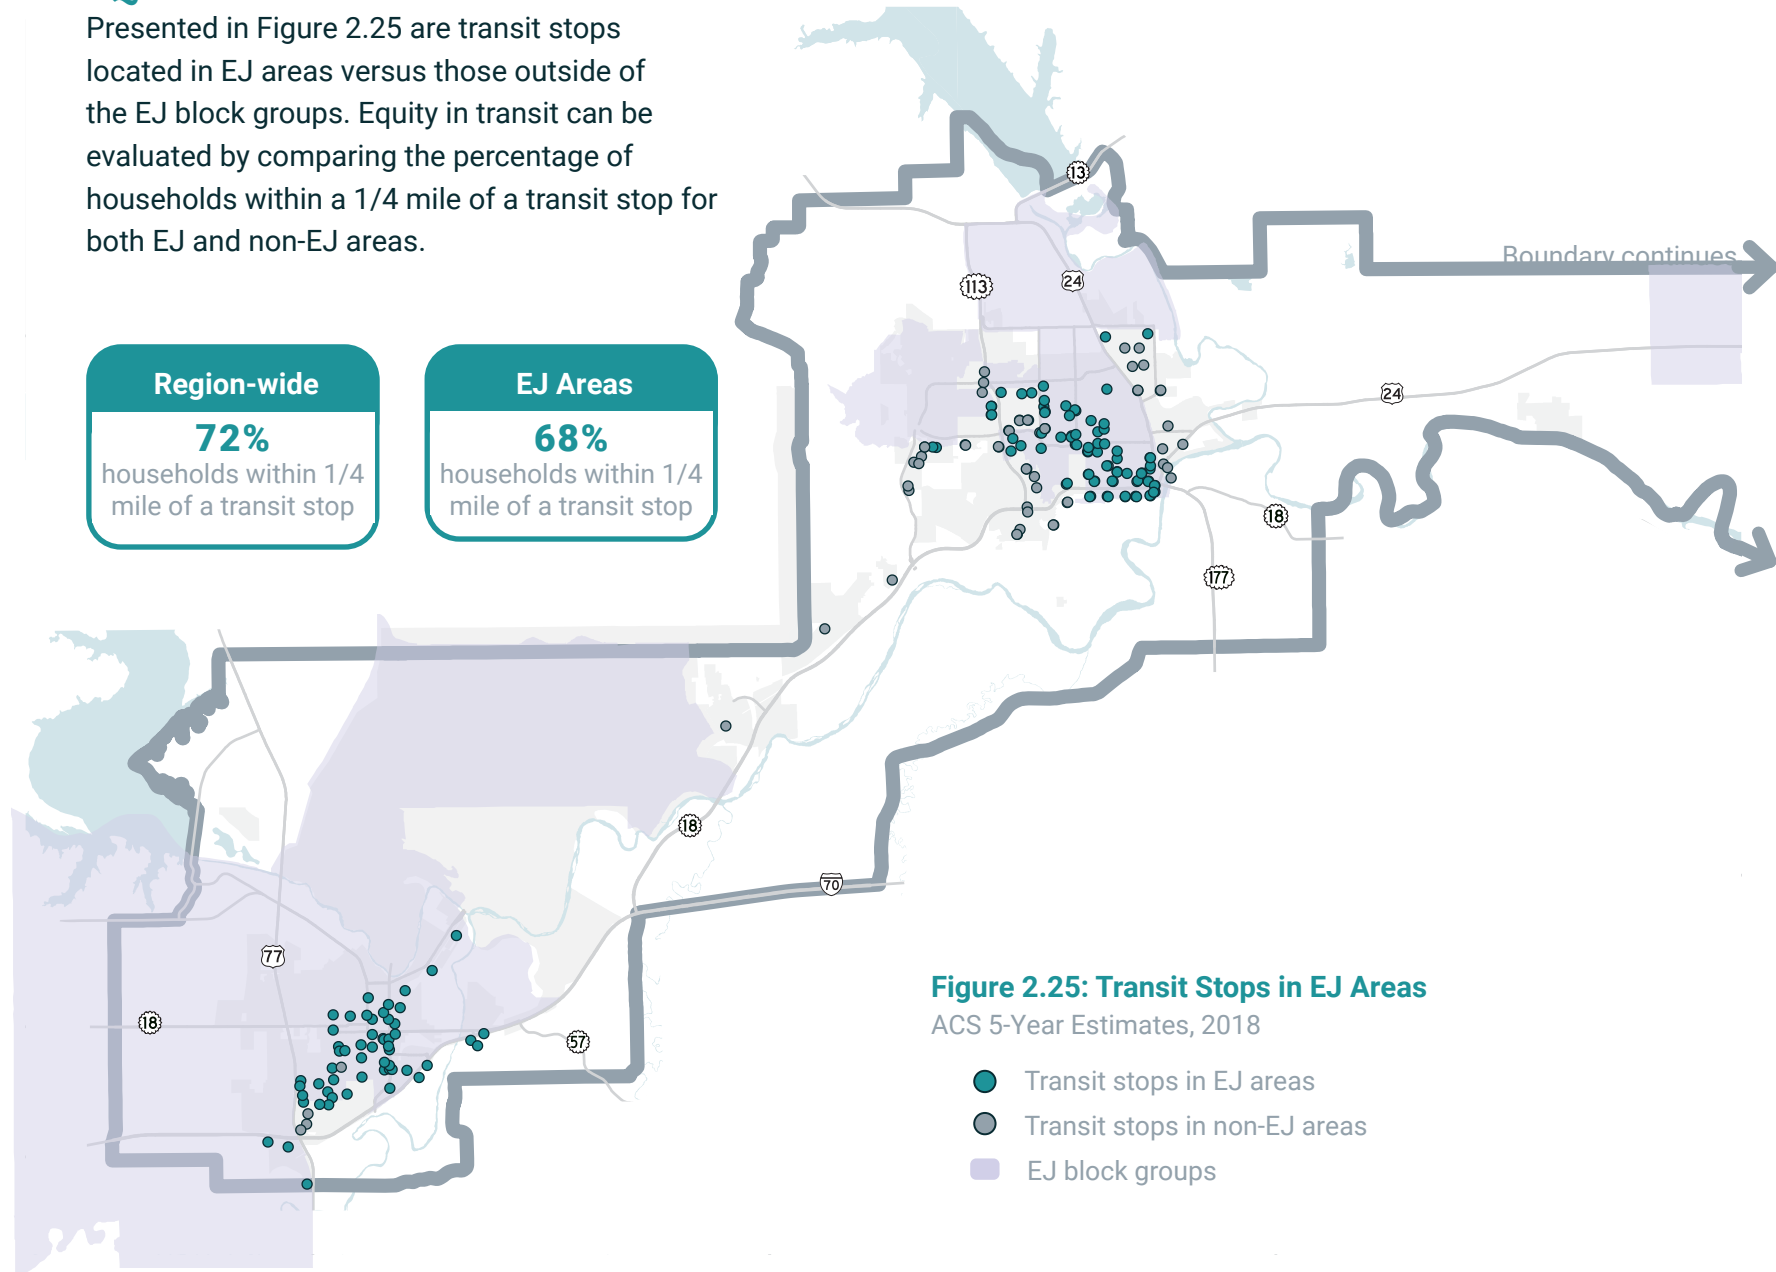 Presented in Figure 2.25 are transit stops
located in EJ areas versus those outside of
the EJ block groups. Equity in transit can be
evaluated by comparing the percentage of
households within a 1/4 mile of a transit stop for
both EJ and non-EJ areas.
Region-wide
72%
households within 1/4
mile of a transit stop
EJ Areas
68%
households within 1/4
mile of a transit stop
13
Boundary continues
113
24
24
18
177
18
70
77
18
57
Figure 2.25: Transit Stops in EJ Areas
ACS 5-Year Estimates, 2018
Transit stops in EJ areas
Transit stops in non-EJ areas
EJ block groups